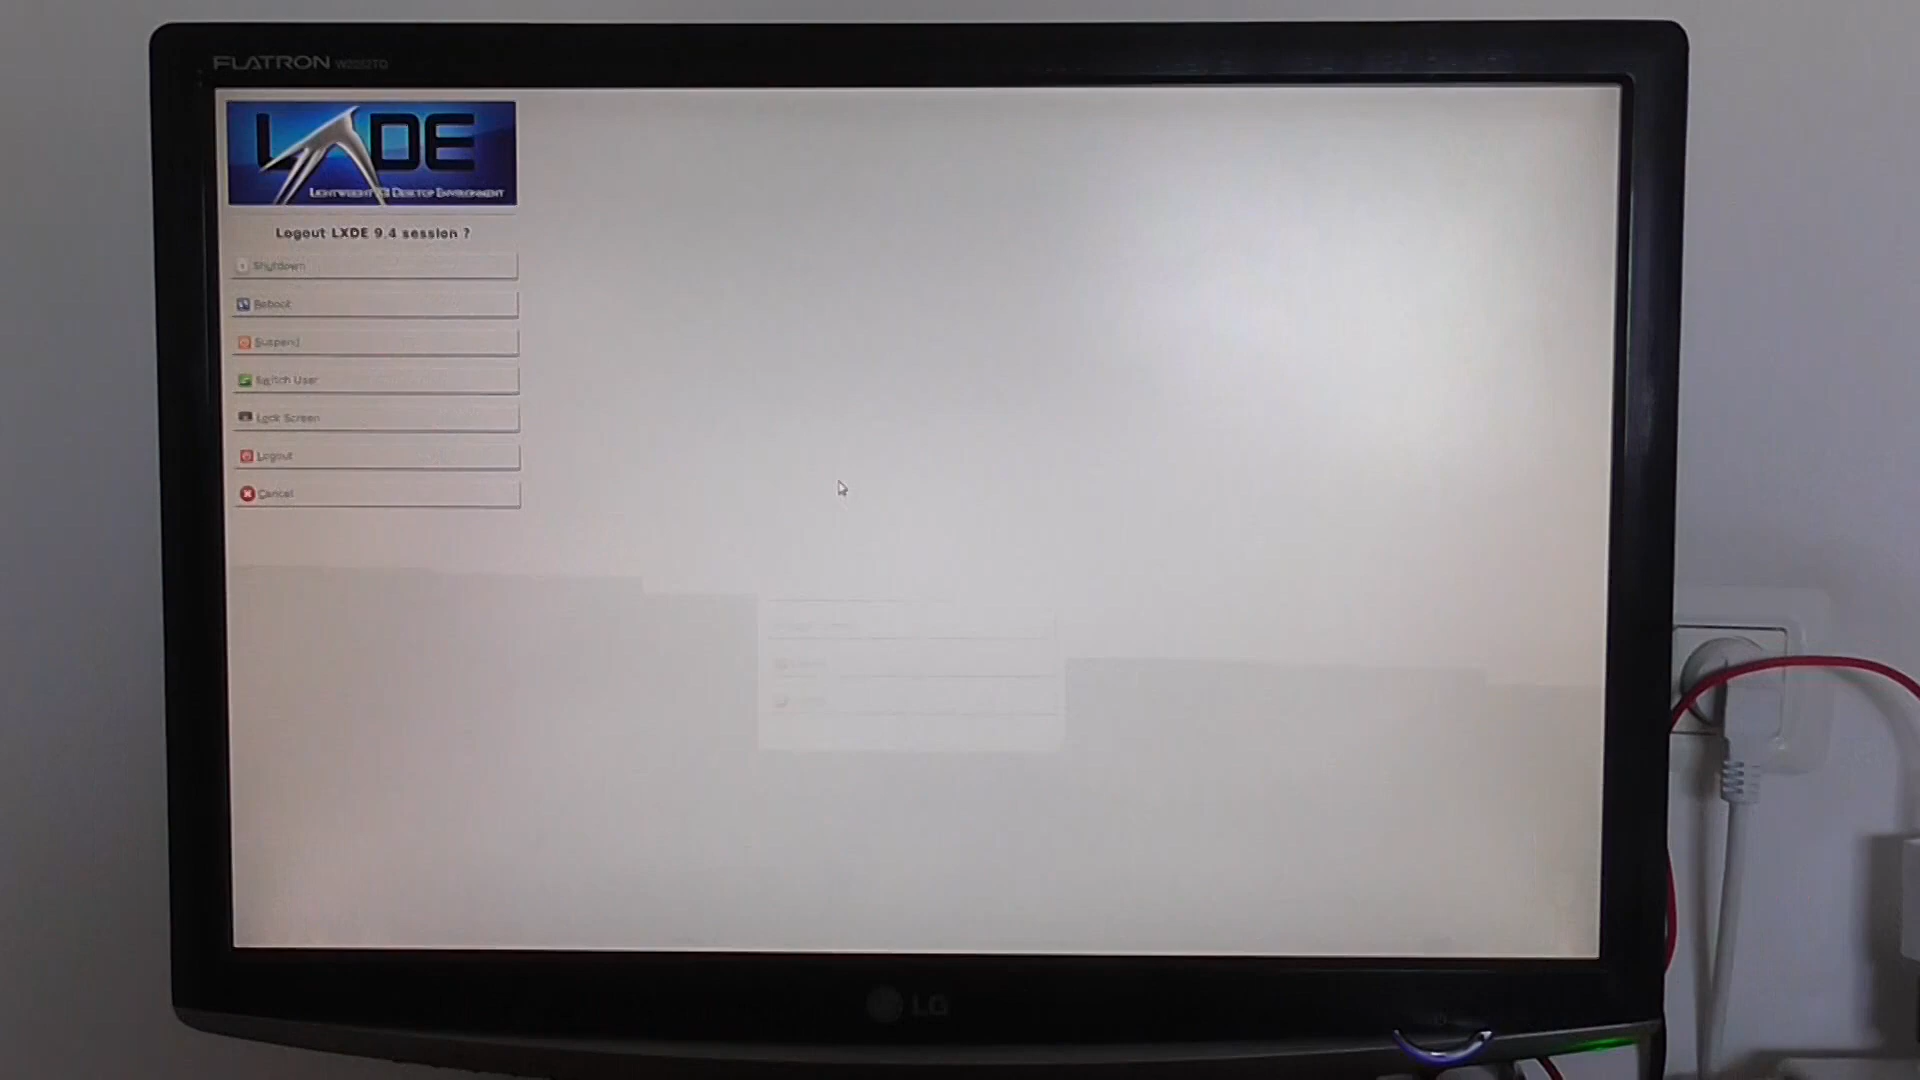 FLATRON W2252TQ
LXDE
LIGHTWEIGHT X11 DESKTOP ENVIRONMENT
Logout LXDE 9.4 session ?
Shutdown
Reboot
Suspend
Switch User
Lock Screen
Logout
Cancel
LG